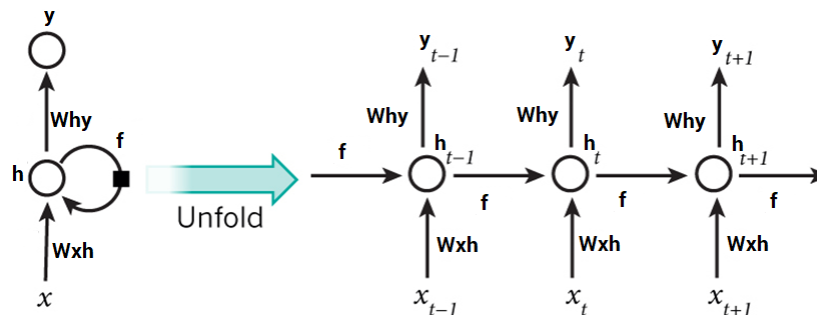 y
Why
f
h
Wxh
x
Unfold
y t−1
y t
y t+1
Why
Why
Why
f
h t−1
h t
h t+1
f
f
f
Wxh
Wxh
Wxh
x t−1
x t
x t+1